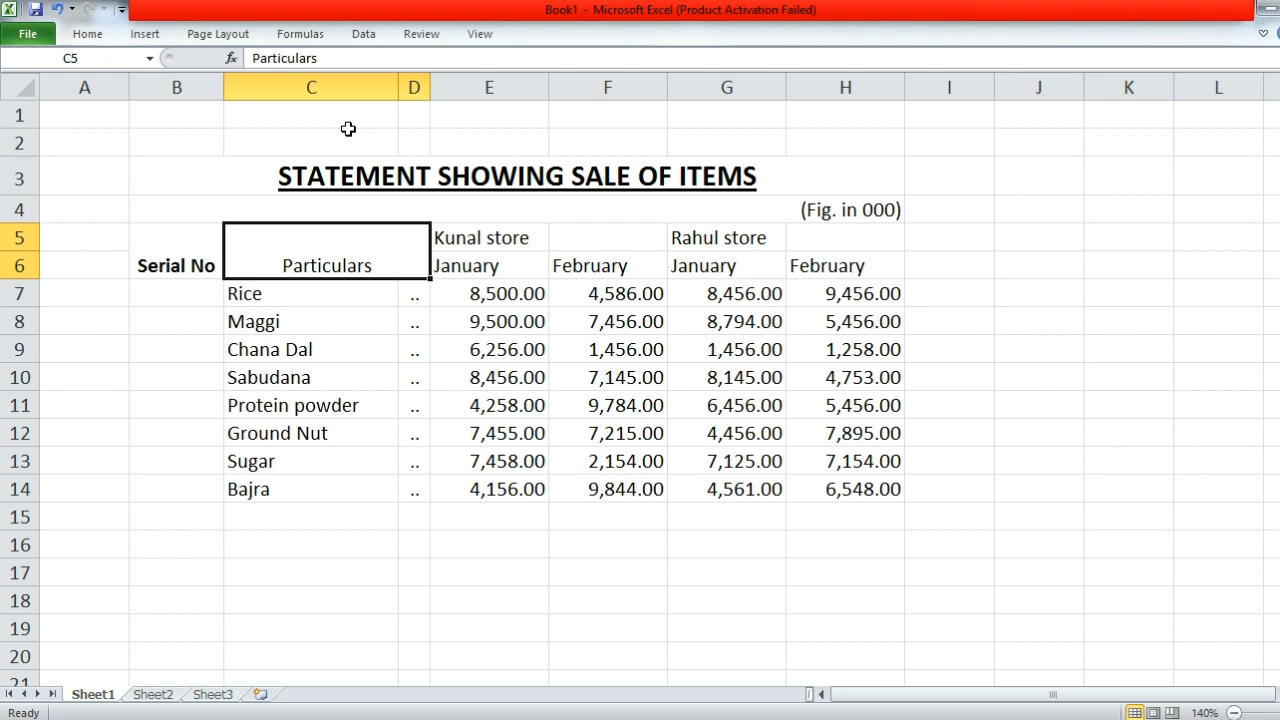 Book1 - Microsoft Excel (Product Activation Failed)
File Home Insert Page Layout Formulas Data Review View
C5 fx Particulars
A B C D E F G H I J K L
1
2
3 STATEMENT SHOWING SALE OF ITEMS
4 (Fig. in 000)
5 Kunal store Rahul store
6 Serial No Particulars January February January February
7 Rice .. 8,500.00 4,586.00 8,456.00 9,456.00
8 Maggi .. 9,500.00 7,456.00 8,794.00 5,456.00
9 Chana Dal .. 6,256.00 1,456.00 1,456.00 1,258.00
10 Sabudana .. 8,456.00 7,145.00 8,145.00 4,753.00
11 Protein powder .. 4,258.00 9,784.00 6,456.00 5,456.00
12 Ground Nut .. 7,455.00 7,215.00 4,456.00 7,895.00
13 Sugar .. 7,458.00 2,154.00 7,125.00 7,154.00
14 Bajra .. 4,156.00 9,844.00 4,561.00 6,548.00
15
16
17
18
19
20
21
Sheet1 Sheet2 Sheet3
Ready 140%